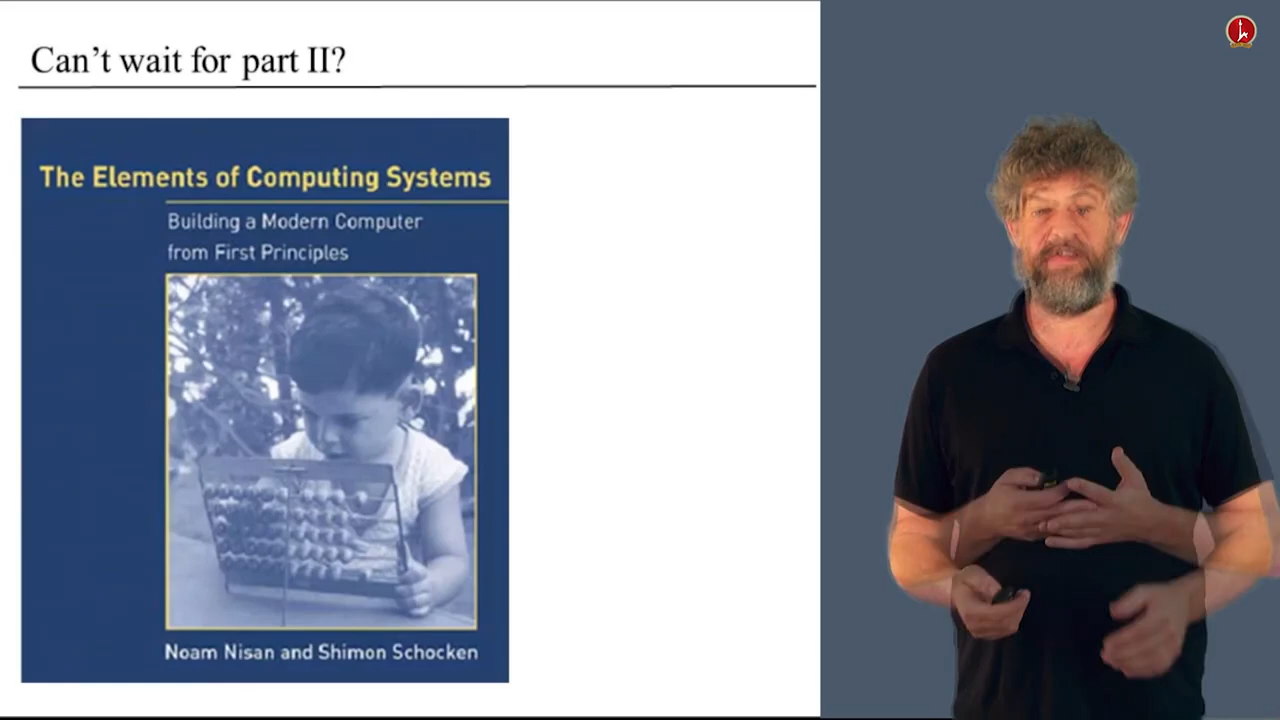 Can't wait for part II?
The Elements of Computing Systems
Building a Modern Computer
from First Principles
Noam Nisan and Shimon Schocken